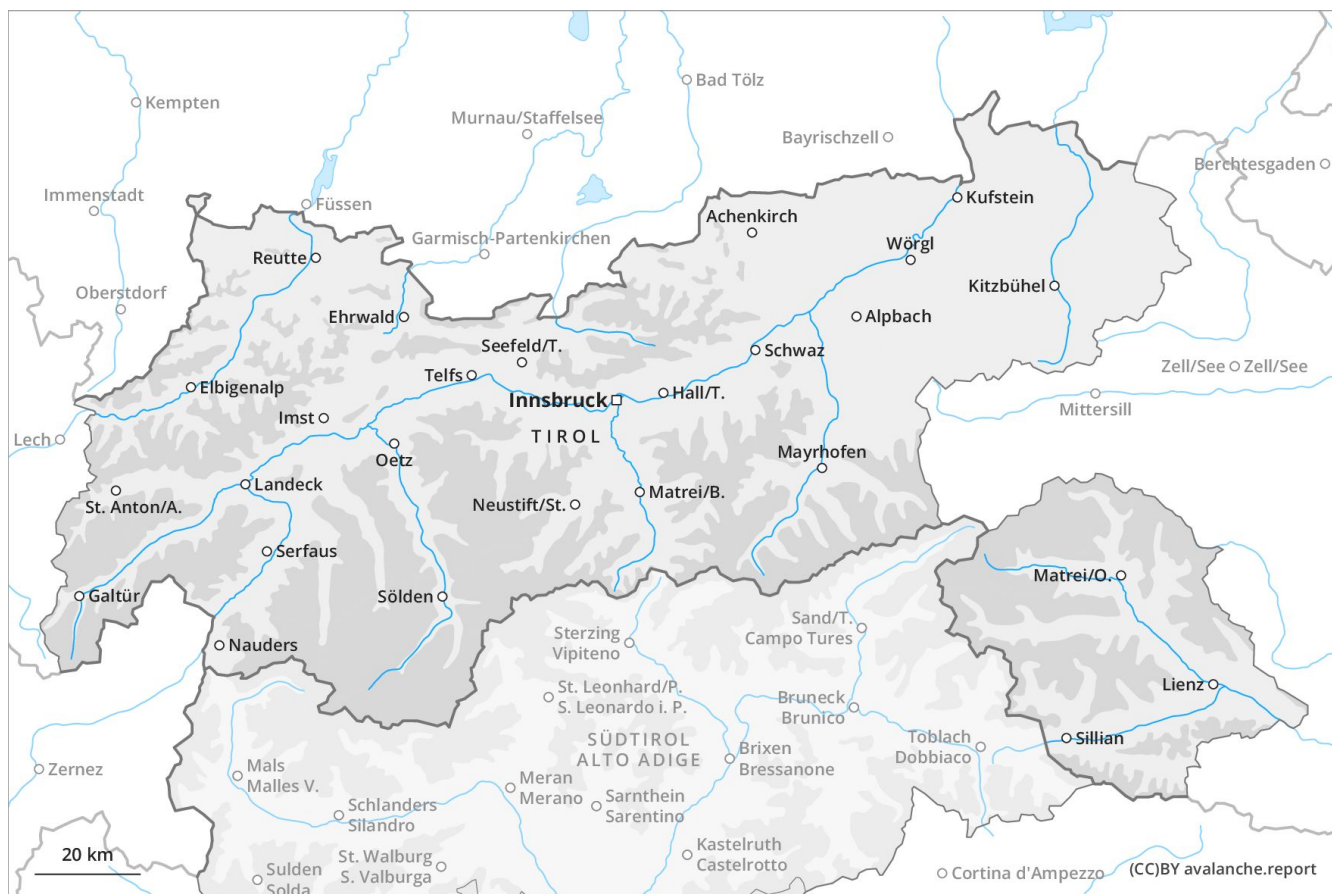 Kempten
Bad Tölz
Murnau/Staffelsee
Bayrischzell
Berchtesgaden
Immenstadt
Füssen
Kufstein
Achenkirch
Garmisch-Partenkirchen
Wörgl
Reutte
Oberstdorf
Kitzbühel
Ehrwald
Alpbach
Seefeld/T.
Schwaz
Zell/See
Zell/See
Telfs
Elbigenalp
Innsbruck
Hall/T.
Mittersill
Imst
Lech
TIROL
Oetz
Mayrhofen
Landeck
Matrei/B.
St. Anton/A.
Neustift/St.
Serfaus
Matrei/O.
Galtür
Sölden
Sand/T.
Campo Tures
Sterzing
Vipiteno
Nauders
Lienz
St. Leonhard/P.
S. Leonardo i. P.
Bruneck
Brunico
SÜDTIROL
ALTO ADIGE
Sillian
Toblach
Dobbiaco
Brixen
Bressanone
Zernez
Mals
Malles V.
Meran
Merano
Sarnthein
Sarentino
Schlanders
Silandro
Kastelruth
Castelrotto
20 km
St. Walburg
S. Valburga
Sulden
Solda
Cortina d'Ampezzo
(CC)BY avalanche.report